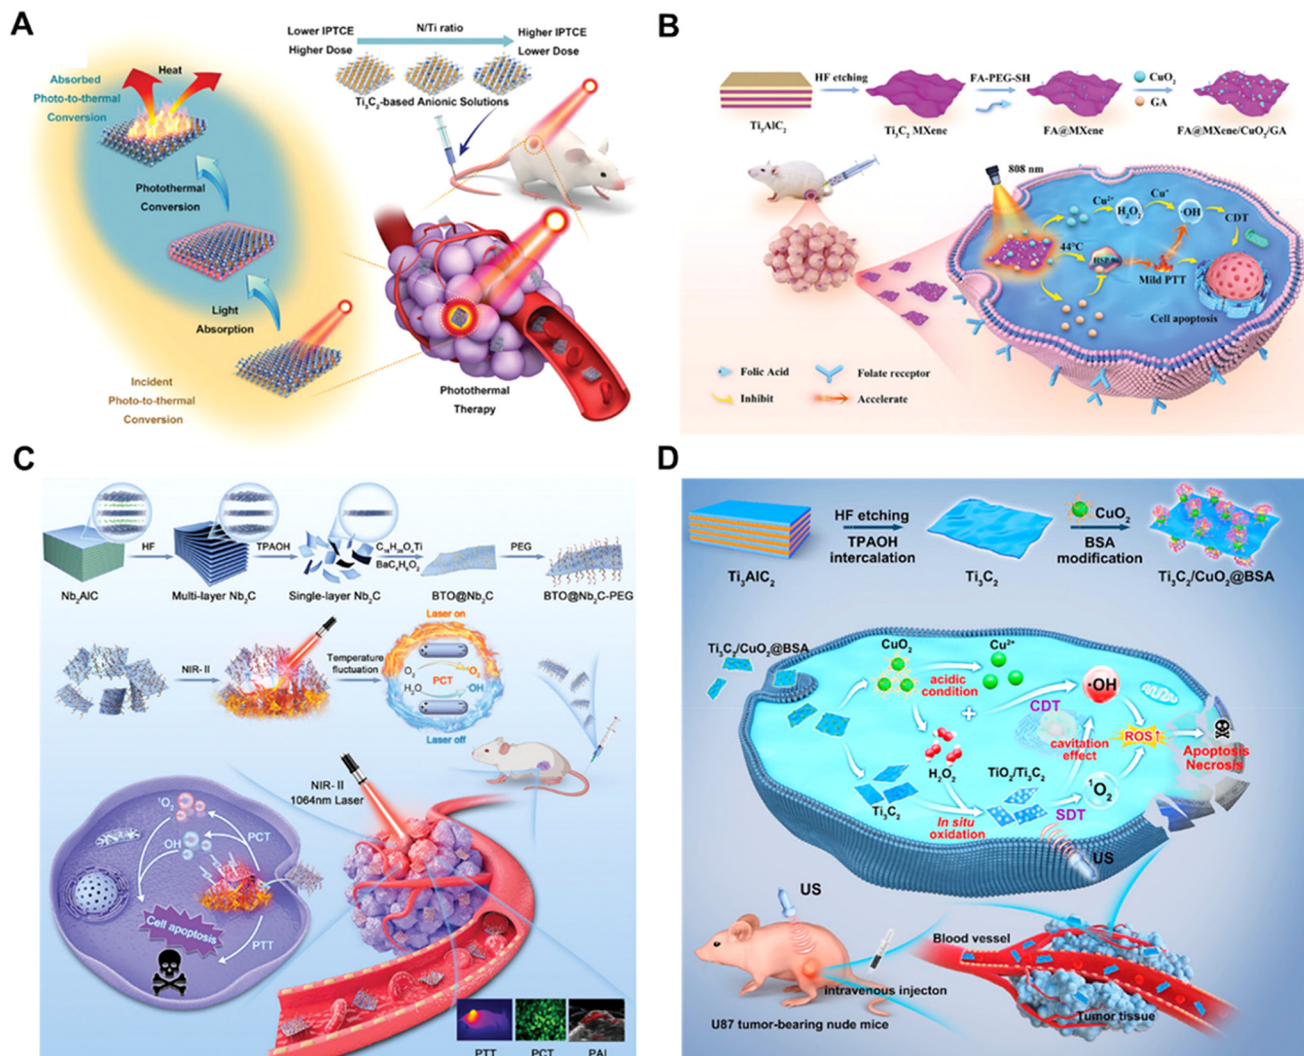 A
Lower IPTCE
Higher Dose
N/Ti ratio
Higher IPTCE
Lower Dose
Ti₃C₂-based Anionic Solutions
Absorbed
Photo-to-thermal
Conversion
Heat
Photothermal
Conversion
Light
Absorption
Incident
Photo-to-thermal
Conversion
Photothermal
Therapy
B
HF etching
FA-PEG-SH
CuO₂
GA
Ti₃AlC₂
Ti₃C₂ MXene
FA@MXene
FA@MXene/CuO₂/GA
808 nm
Cu²⁺
H₂O₂
Cu⁺
·OH
CDT
44°C
Mild PTT
Cell apoptosis
Folic Acid
Folate receptor
Inhibit
Accelerate
C
HF
TPAOH
BaC₄H₆O₂
PEG
Nb₂AlC
Multi-layer Nb₂C
Single-layer Nb₂C
BTO@Nb₂C
BTO@Nb₂C-PEG
NIR-II
Temperature
fluctuation
Laser on
O₂
¹O₂
PCT
H₂O
·OH
Laser off
NIR-II
1064nm Laser
¹O₂
OH
PCT
Cell apoptosis
PTT
PTT
PCT
PAI
D
HF etching
TPAOH
intercalation
CuO₂
BSA
modification
Ti₃AlC₂
Ti₃C₂
Ti₃C₂/CuO₂@BSA
Ti₃C₂/CuO₂@BSA
CuO₂
Cu²⁺
acidic
condition
·OH
CDT
+
cavitation
effect
ROS↑
Apoptosis
Necrosis
H₂O₂
TiO₂/Ti₃C₂
¹O₂
Ti₃C₂
In situ
oxidation
SDT
US
US
Blood vessel
intravenous injecton
U87 tumor-bearing nude mice
Tumor tissue